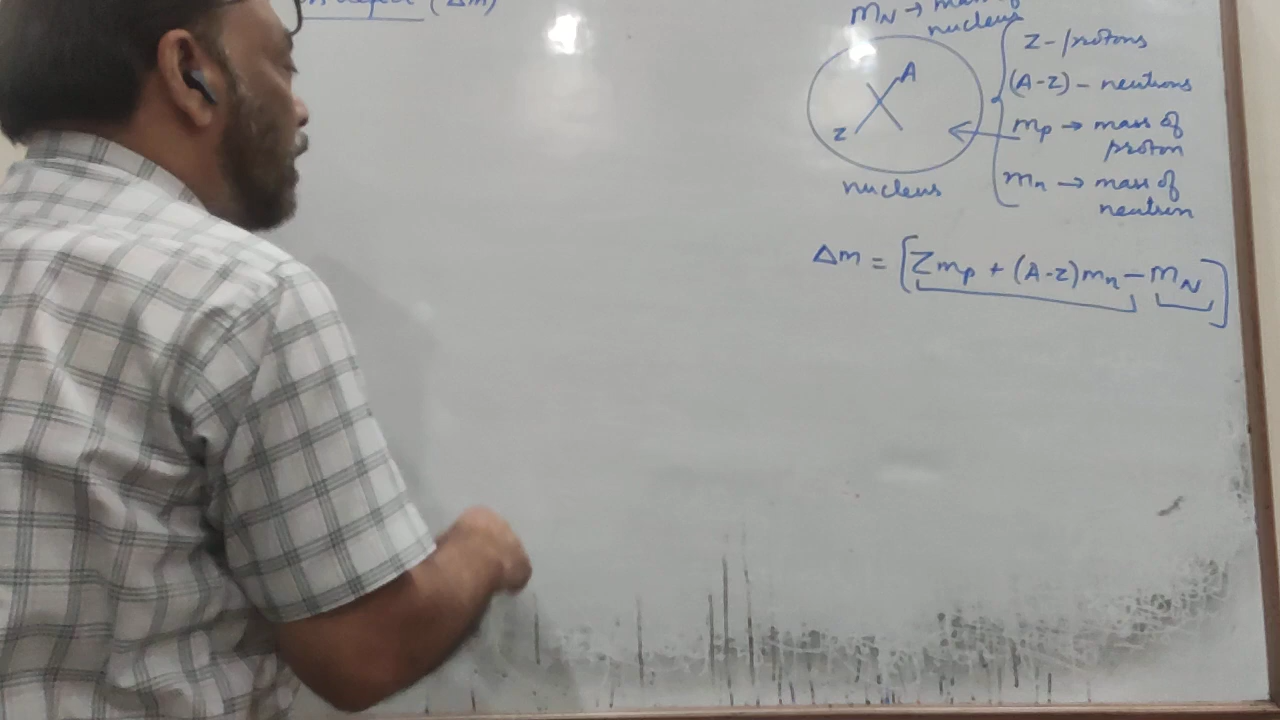 (Δm)
mN → mass of
nucleus
A
X
Z
nucleus
Z - protons
(A-Z) - neutrons
mp → mass of
proton
mn → mass of
neutron
Δm = [Zmp + (A-Z)mn - mN]